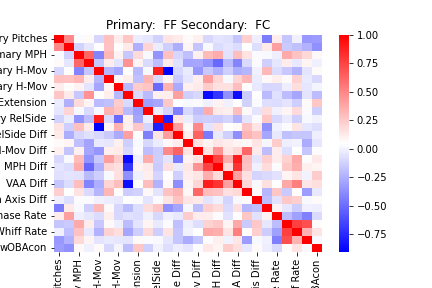 Primary: FF Secondary: FC
ry Pitches
mary MPH
ary H-Mov
ary H-Mov
Extension
ry RelSide
elSide Diff
I-Mov Diff
MPH Diff
VAA Diff
n Axis Diff
hase Rate
Whiff Rate
wOBAcon
itches
y MPH
H-Mov
H-Mov
ension
elSide
e Diff
v Diff
H Diff
A Diff
is Diff
e Rate
f Rate
BAcon
1.00
0.75
0.50
0.25
0.00
−0.25
−0.50
−0.75